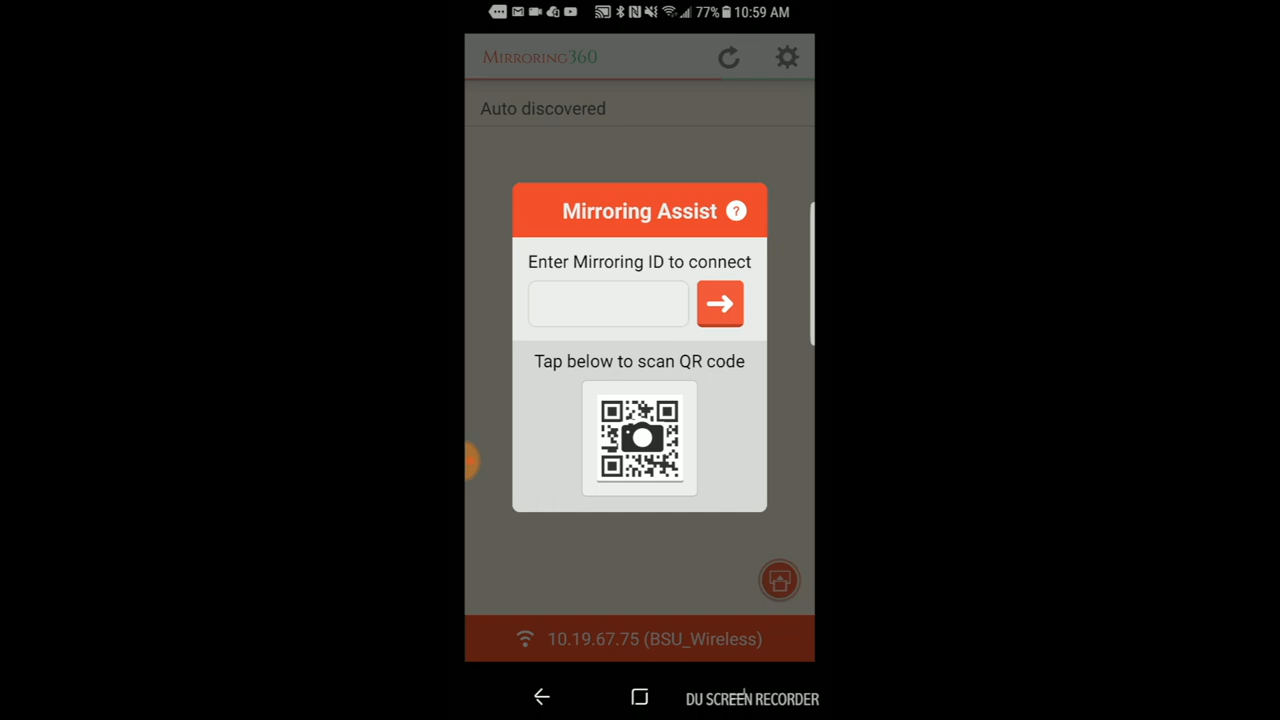 77% 10:59 AM
MIRRORING360
Auto discovered
Mirroring Assist ?
Enter Mirroring ID to connect
Tap below to scan QR code
10.19.67.75 (BSU_Wireless)
DU SCREEN RECORDER